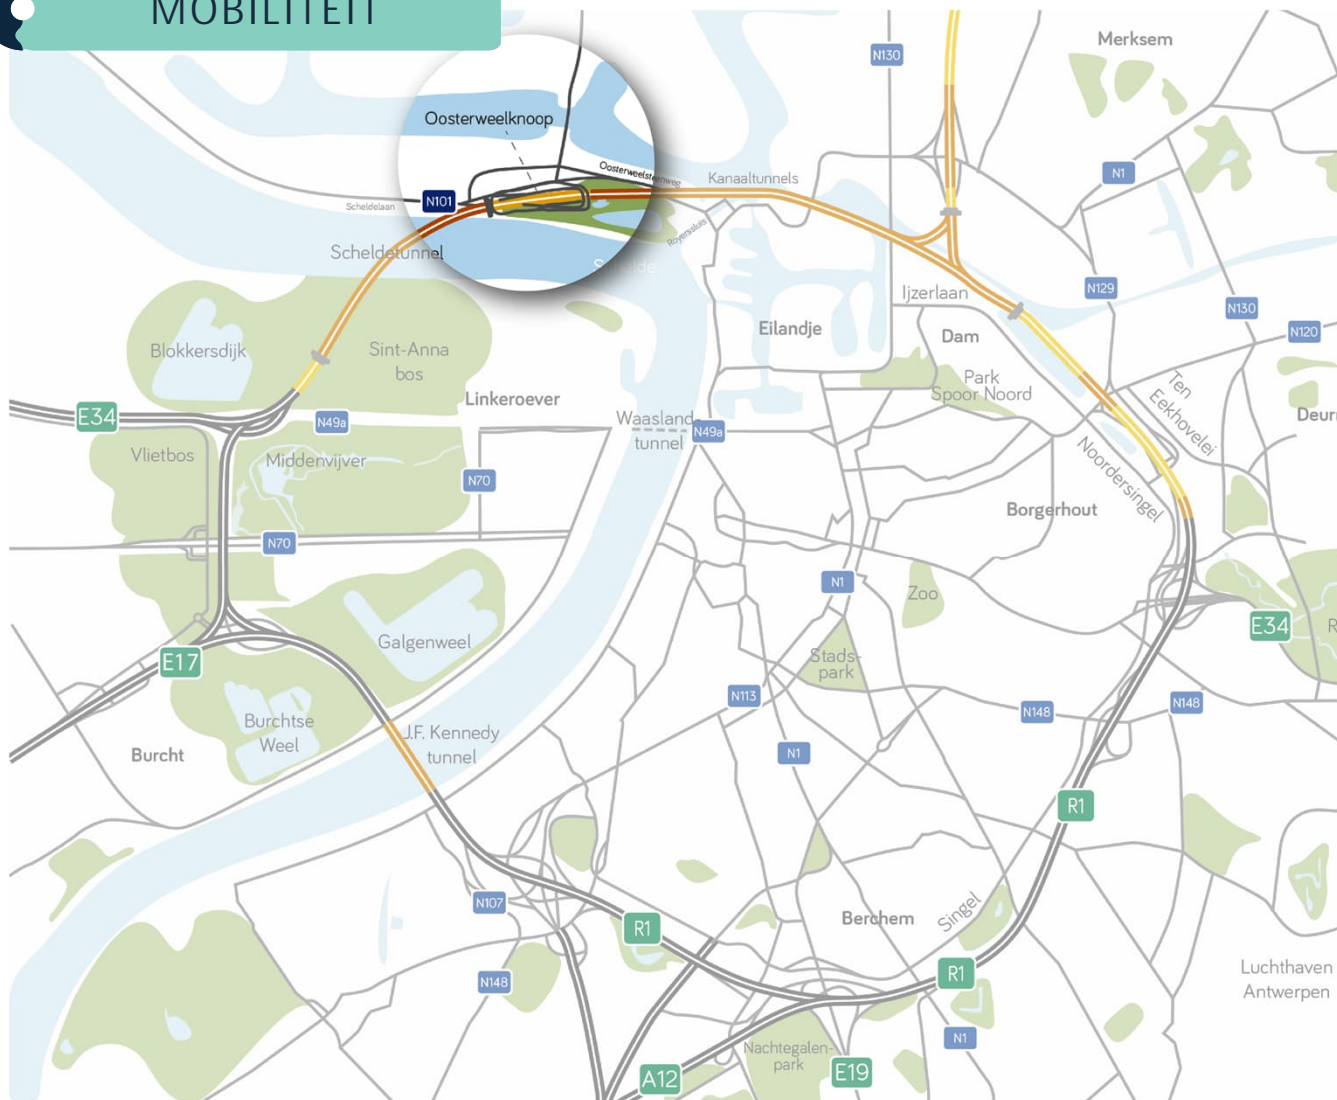 MOBILITEIT
Merksem
N130
Oosterweelknoop
N1
Oosterweelsteenweg
Kanaaltunnels
N101
Scheldelaan
Royerssluis
Scheldetunnel
Schelde
N129
Ijzerlaan
N130
N120
Eilandje
Dam
Blokkersdijk
Sint-Anna
bos
Park
Spoor Noord
Ten
Eekhovelei
Linkeroever
E34
N49a
Waasland
tunnel
N49a
Deur
Vlietbos
Middenvijver
N70
Noordersingel
Borgerhout
N70
N1
Zoo
E34
R
Galgenweel
E17
Stads-
park
N113
N148
N148
Burchtse
Weel
J.F. Kennedy
tunnel
Burcht
N1
R1
N107
R1
Berchem
Singel
R1
Luchthaven
Antwerpen
N148
N1
Nachtegalen-
park
A12
E19